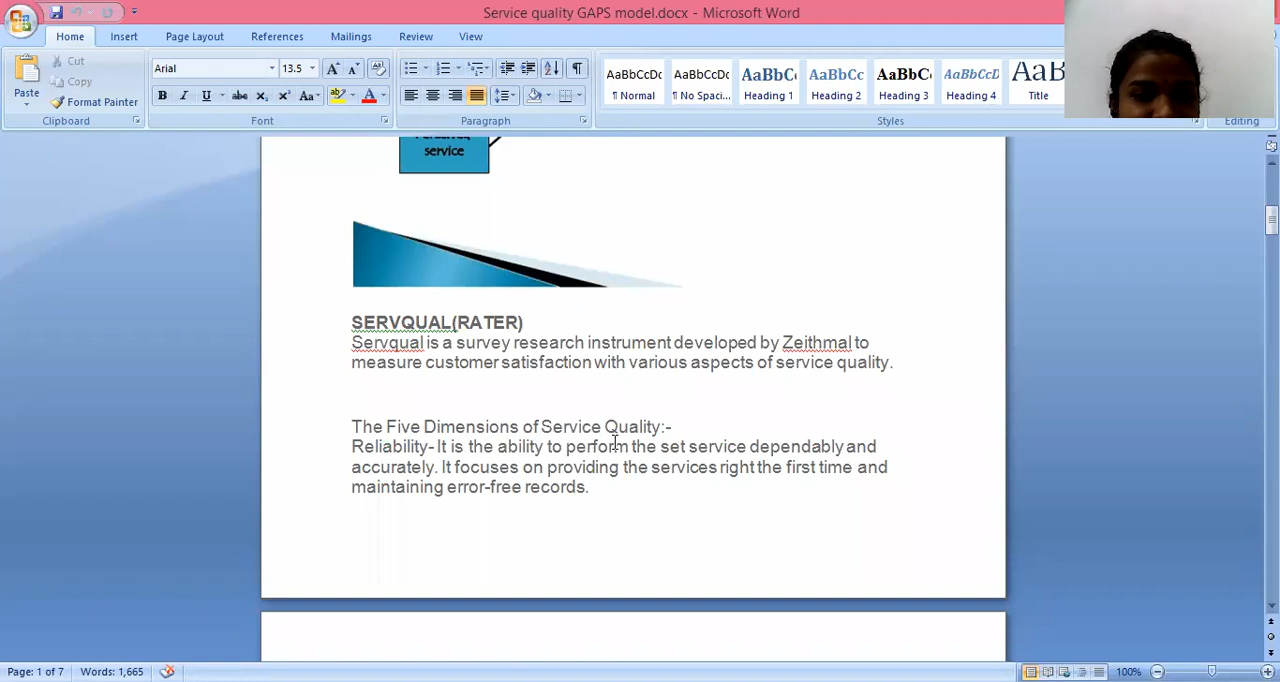 Service quality GAPS model.docx - Microsoft Word
Home Insert Page Layout References Mailings Review View
Paste
Cut
Copy
Format Painter
Arial 13.5
AaBbCcDc AaBbCcDc AaBbC AaBbCc AaBbC AaBbCcD AaB
¶ Normal ¶ No Spaci... Heading 1 Heading 2 Heading 3 Heading 4 Title
Clipboard Font Paragraph Styles Editing
service
SERVQUAL(RATER)
Servqual is a survey research instrument developed by Zeithmal to
measure customer satisfaction with various aspects of service quality.
The Five Dimensions of Service Quality:-
Reliability- It is the ability to perform the set service dependably and
accurately. It focuses on providing the services right the first time and
maintaining error-free records.
Page: 1 of 7 Words: 1,665 100%